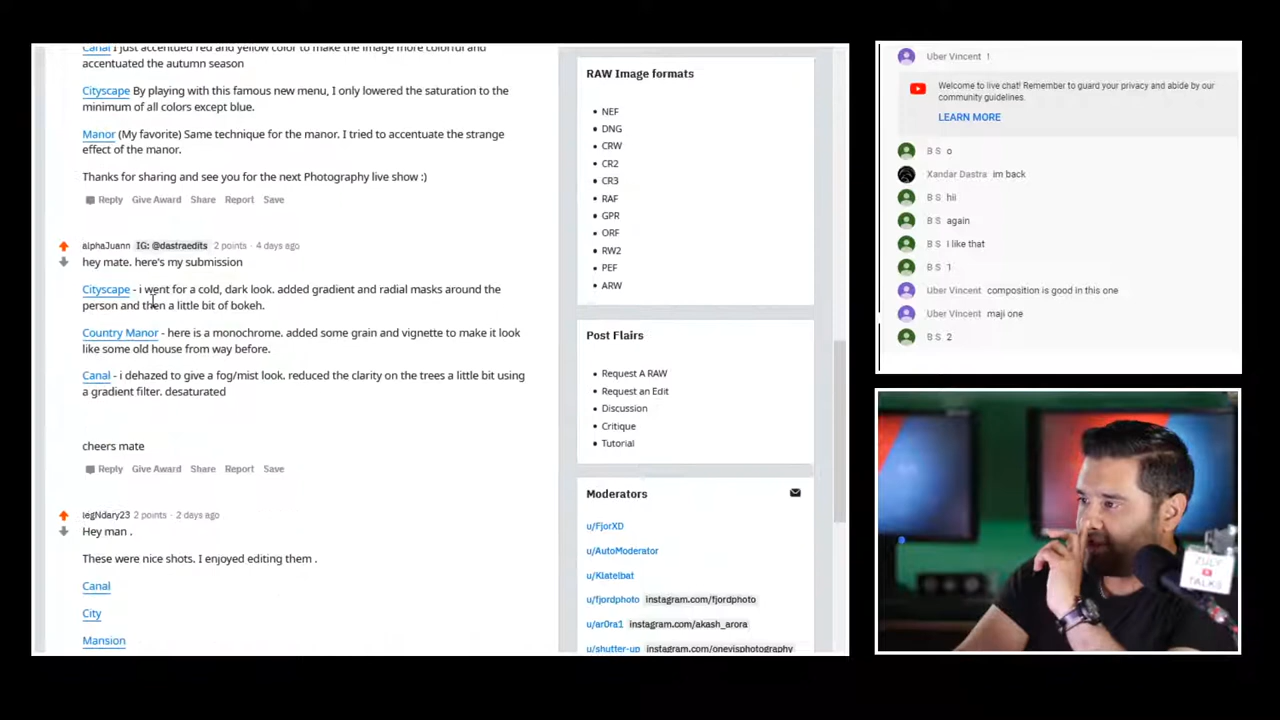 Canal I just accentued red and yellow color to make the image more colorful and
accentuated the autumn season
Cityscape By playing with this famous new menu, I only lowered the saturation to the
minimum of all colors except blue.
Manor (My favorite) Same technique for the manor. I tried to accentuate the strange
effect of the manor.
Thanks for sharing and see you for the next Photography live show :)
Reply Give Award Share Report Save
alphaJuann IG: @dastraedits 2 points · 4 days ago
hey mate. here's my submission
Cityscape - i went for a cold, dark look. added gradient and radial masks around the
person and then a little bit of bokeh.
Country Manor - here is a monochrome. added some grain and vignette to make it look
like some old house from way before.
Canal - i dehazed to give a fog/mist look. reduced the clarity on the trees a little bit using
a gradient filter. desaturated
cheers mate
Reply Give Award Share Report Save
legNdary23 2 points · 2 days ago
Hey man .
These were nice shots. I enjoyed editing them .
Canal
City
Mansion
RAW Image formats
NEF
DNG
CRW
CR2
CR3
RAF
GPR
ORF
RW2
PEF
ARW
Post Flairs
Request A RAW
Request an Edit
Discussion
Critique
Tutorial
Moderators
u/FjorXD
u/AutoModerator
u/Klatelbat
u/fjordphoto instagram.com/fjordphoto
u/ar0ra1 instagram.com/akash_arora
u/shutter-up instagram.com/onevisphotography
Uber Vincent 1
Welcome to live chat! Remember to guard your privacy and abide by our
community guidelines.
LEARN MORE
B S o
Xandar Dastra im back
B S hii
B S again
B S i like that
B S 1
Uber Vincent composition is good in this one
Uber Vincent maji one
B S 2
TALKS